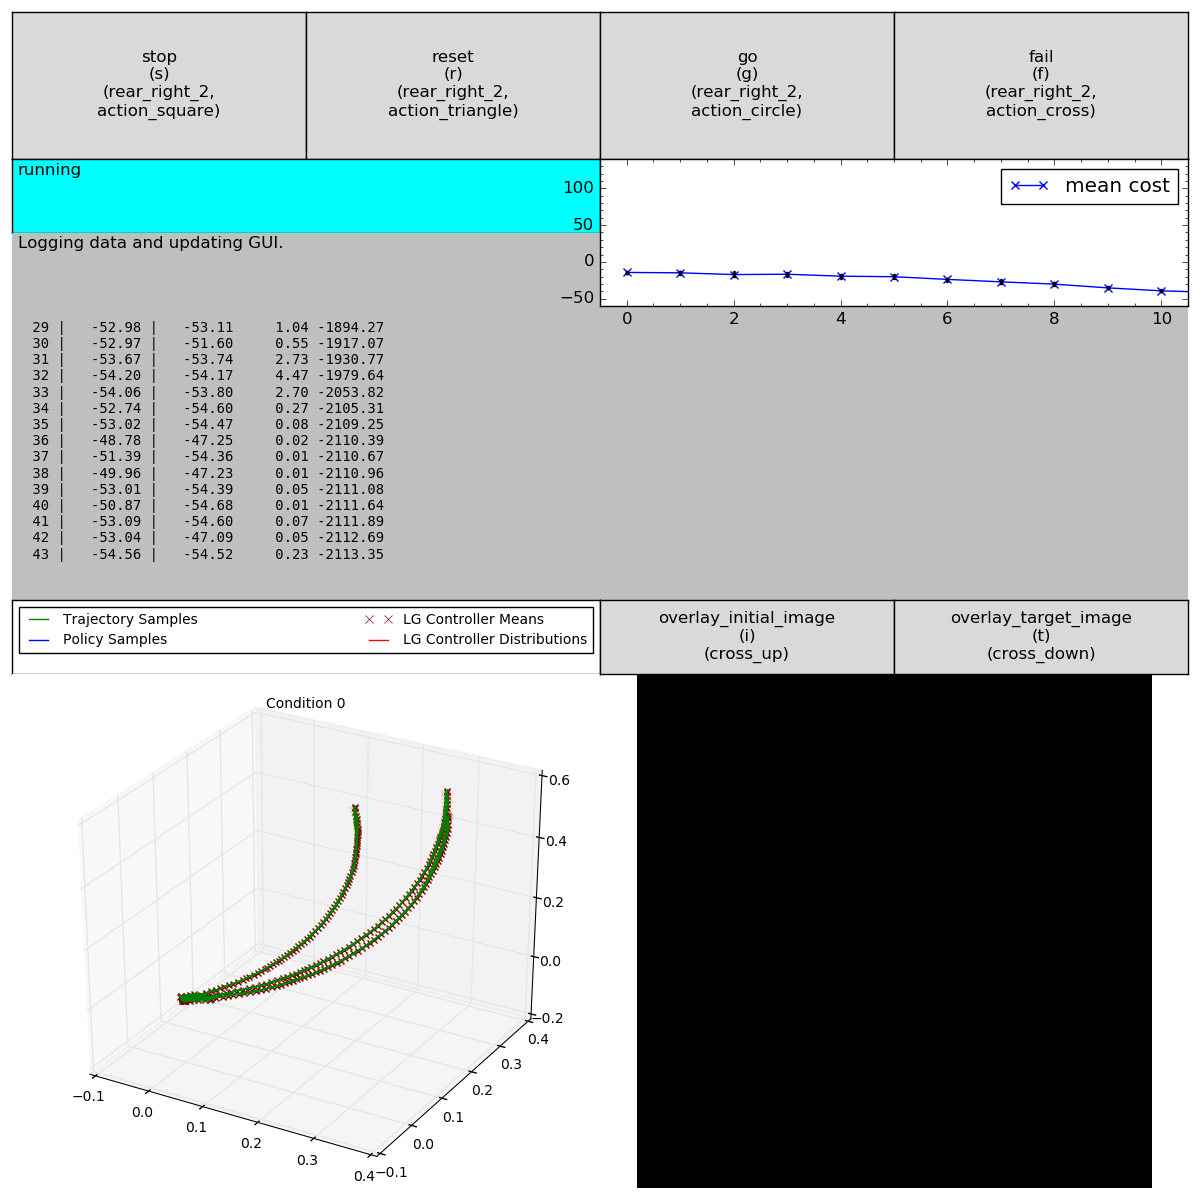 stop
(s)
(rear_right_2,
action_square)
reset
(r)
(rear_right_2,
action_triangle)
go
(g)
(rear_right_2,
action_circle)
fail
(f)
(rear_right_2,
action_cross)
running
Logging data and updating GUI.
100
50
0
−50
mean cost
0 2 4 6 8 10
29 | -52.98 | -53.11 1.04 -1894.27
30 | -52.97 | -51.60 0.55 -1917.07
31 | -53.67 | -53.74 2.73 -1930.77
32 | -54.20 | -54.17 4.47 -1979.64
33 | -54.06 | -53.80 2.70 -2053.82
34 | -52.74 | -54.60 0.27 -2105.31
35 | -53.02 | -54.47 0.08 -2109.25
36 | -48.78 | -47.25 0.02 -2110.39
37 | -51.39 | -54.36 0.01 -2110.67
38 | -49.96 | -47.23 0.01 -2110.96
39 | -53.01 | -54.39 0.05 -2111.08
40 | -50.87 | -54.68 0.01 -2111.64
41 | -53.09 | -54.60 0.07 -2111.89
42 | -53.04 | -47.09 0.05 -2112.69
43 | -54.56 | -54.52 0.23 -2113.35
Trajectory Samples
Policy Samples
LG Controller Means
LG Controller Distributions
overlay_initial_image
(i)
(cross_up)
overlay_target_image
(t)
(cross_down)
Condition 0
0.6
0.4
0.2
0.0
−0.2
0.4
0.3
0.2
0.1
0.0
−0.1
−0.1
0.0
0.1
0.2
0.3
0.4